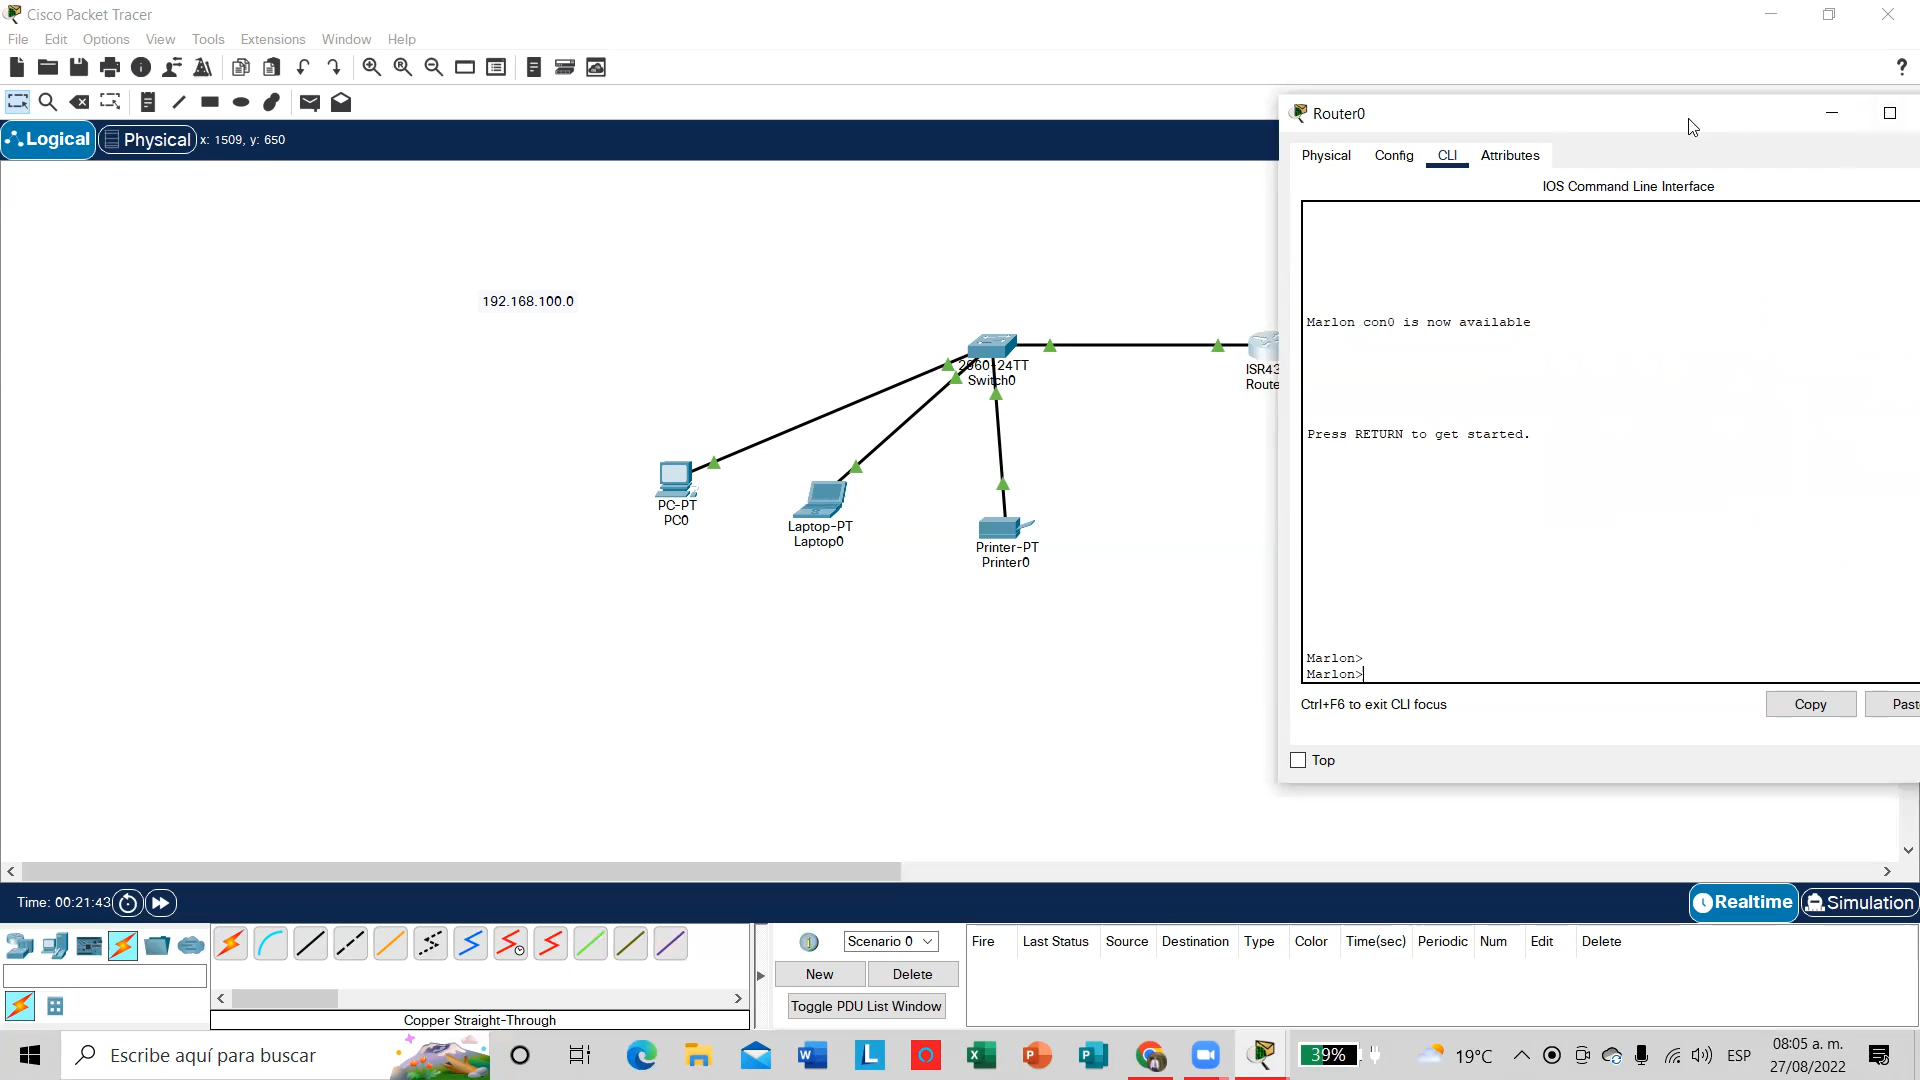 Cisco Packet Tracer
File Edit Options View Tools Extensions Window Help
Logical Physical x: 1509, y: 650
192.168.100.0
2960-24TT
Switch0
ISR43
Route
PC-PT
PC0
Laptop-PT
Laptop0
Printer-PT
Printer0
Router0
Physical Config CLI Attributes
IOS Command Line Interface
Marlon con0 is now available
Press RETURN to get started.
Marlon>
Marlon>
Ctrl+F6 to exit CLI focus
Copy
Past
Top
Time: 00:21:43
Realtime Simulation
Scenario 0
New Delete
Toggle PDU List Window
Fire Last Status Source Destination Type Color Time(sec) Periodic Num Edit Delete
Copper Straight-Through
Escribe aquí para buscar
39%
19°C
ESP
08:05 a. m.
27/08/2022